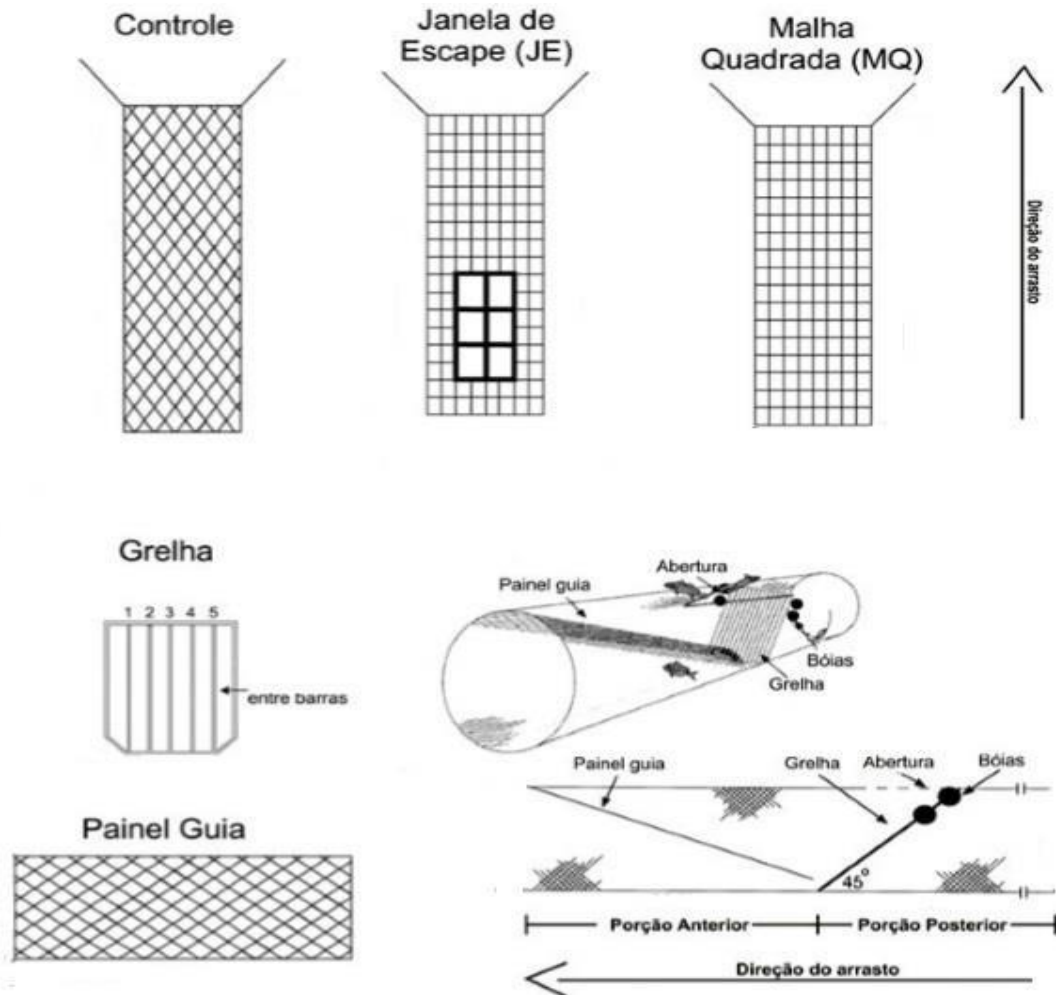 Controle
Janela de
Escape (JE)
Malha
Quadrada (MQ)
Direção do arrasto
Grelha
1 2 3 4 5
entre barras
Painel guia
Abertura
Bóias
Grelha
Painel Guia
Painel guia
Grelha
Abertura
Bóias
45°
Porção Anterior
Porção Posterior
Direção do arrasto